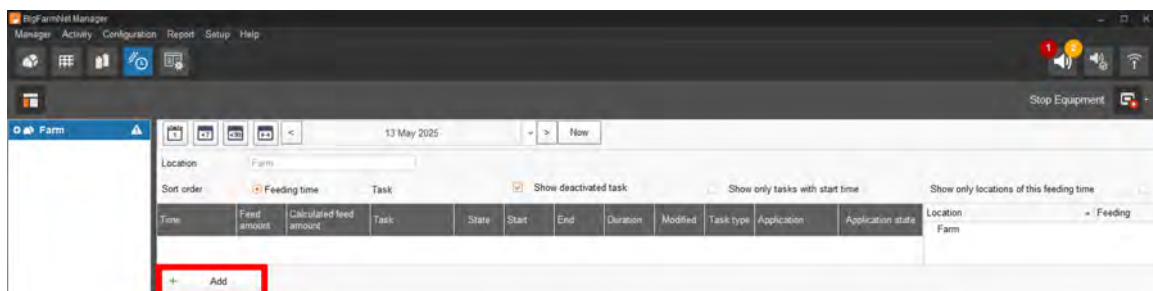 BigFarmNet Manager
Manager Activity Configuration Report Setup Help
1 2
Stop Equipment
Farm
< 13 May 2025 > Now
Location Farm
Sort order Feeding time Task Show deactivated task Show only tasks with start time Show only locations of this feeding time
Time Feed amount Calculated feed amount Task State Start End Duration Modified Task type Application Application state Location Feeding
Farm
+ Add